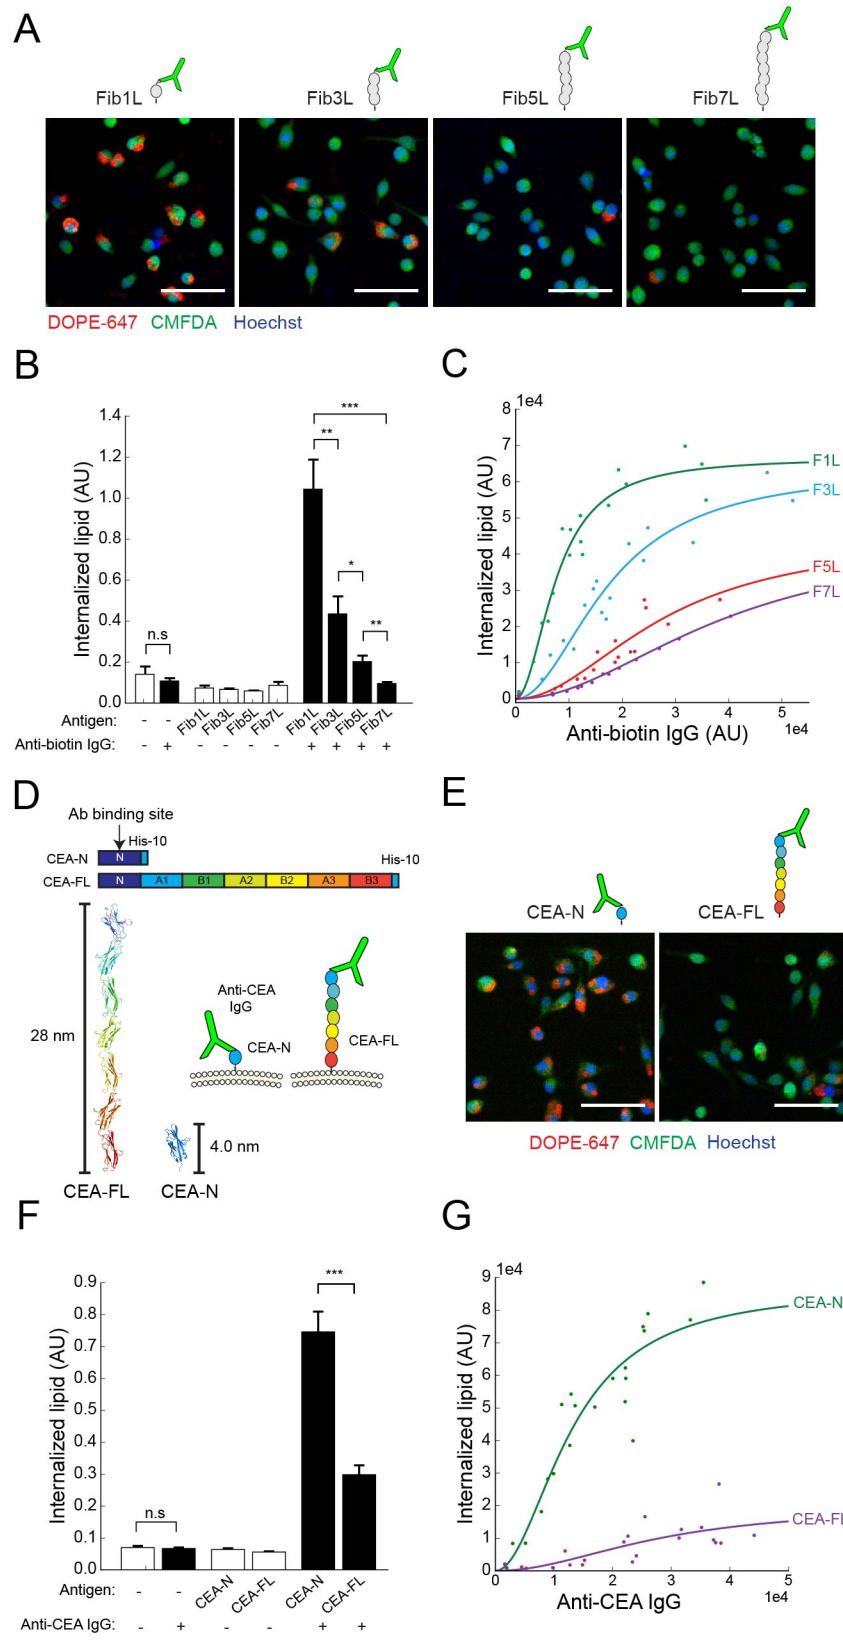 A
Fib1L Fib3L Fib5L Fib7L
DOPE-647 CMFDA Hoechst
B
Internalized lipid (AU)
1.4
1.2
1.0
0.8
0.6
0.4
0.2
0.0
n.s
***
**
*
**
Antigen: - - Fib1L Fib3L Fib5L Fib7L Fib1L Fib3L Fib5L Fib7L
Anti-biotin IgG: - + - - - - + + + +
C
1e4
Internalized lipid (AU)
8
7
6
5
4
3
2
1
0
F1L
F3L
F5L
F7L
0 1 2 3 4 5
1e4
Anti-biotin IgG (AU)
D
Ab binding site
His-10
CEA-N N
His-10
CEA-FL N A1 B1 A2 B2 A3 B3
28 nm
Anti-CEA
IgG
CEA-N
CEA-FL
4.0 nm
CEA-FL CEA-N
E
CEA-N CEA-FL
DOPE-647 CMFDA Hoechst
F
Internalized lipid (AU)
0.9
0.8
0.7
0.6
0.5
0.4
0.3
0.2
0.1
0.0
n.s
***
Antigen: - - CEA-N CEA-FL CEA-N CEA-FL
Anti-CEA IgG: - + - - + +
G
1e4
Internalized lipid (AU)
9
8
7
6
5
4
3
2
1
0
CEA-N
CEA-FL
0 1 2 3 4 5
1e4
Anti-CEA IgG